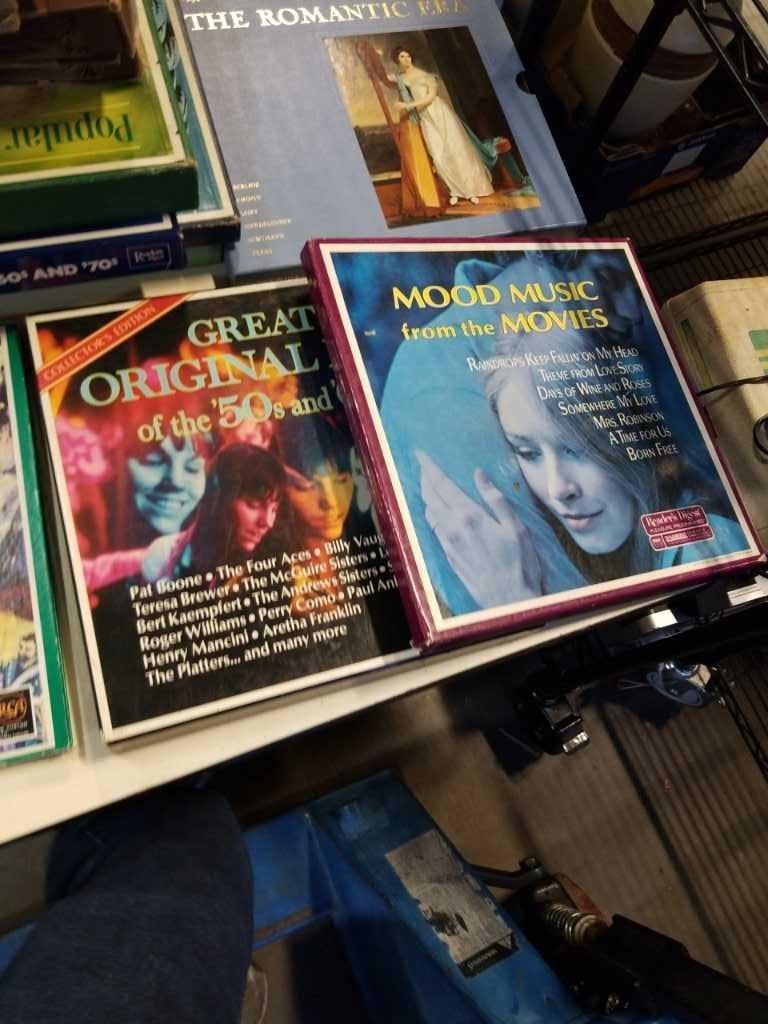 THE ROMANTIC ERA
Popular
60s AND '70s
Reader's
COLLECTOR'S EDITION
GREAT
ORIGINAL
of the '50s and
Pat Boone • The Four Aces • Billy Vaug
Teresa Brewer • The McGuire Sisters • L
Bert Kaempfert • The Andrews Sisters • S
Roger Williams • Perry Como • Paul An
Henry Mancini • Aretha Franklin
The Platters... and many more
MOOD MUSIC
from the MOVIES
RAINDROPS KEEP FALLIN' ON MY HEAD
THEME FROM LOVE STORY
DAYS OF WINE AND ROSES
SOMEWHERE MY LOVE
MRS. ROBINSON
A TIME FOR US
BORN FREE
Reader's Digest
PLEASURE PROGRAMMED
RCA